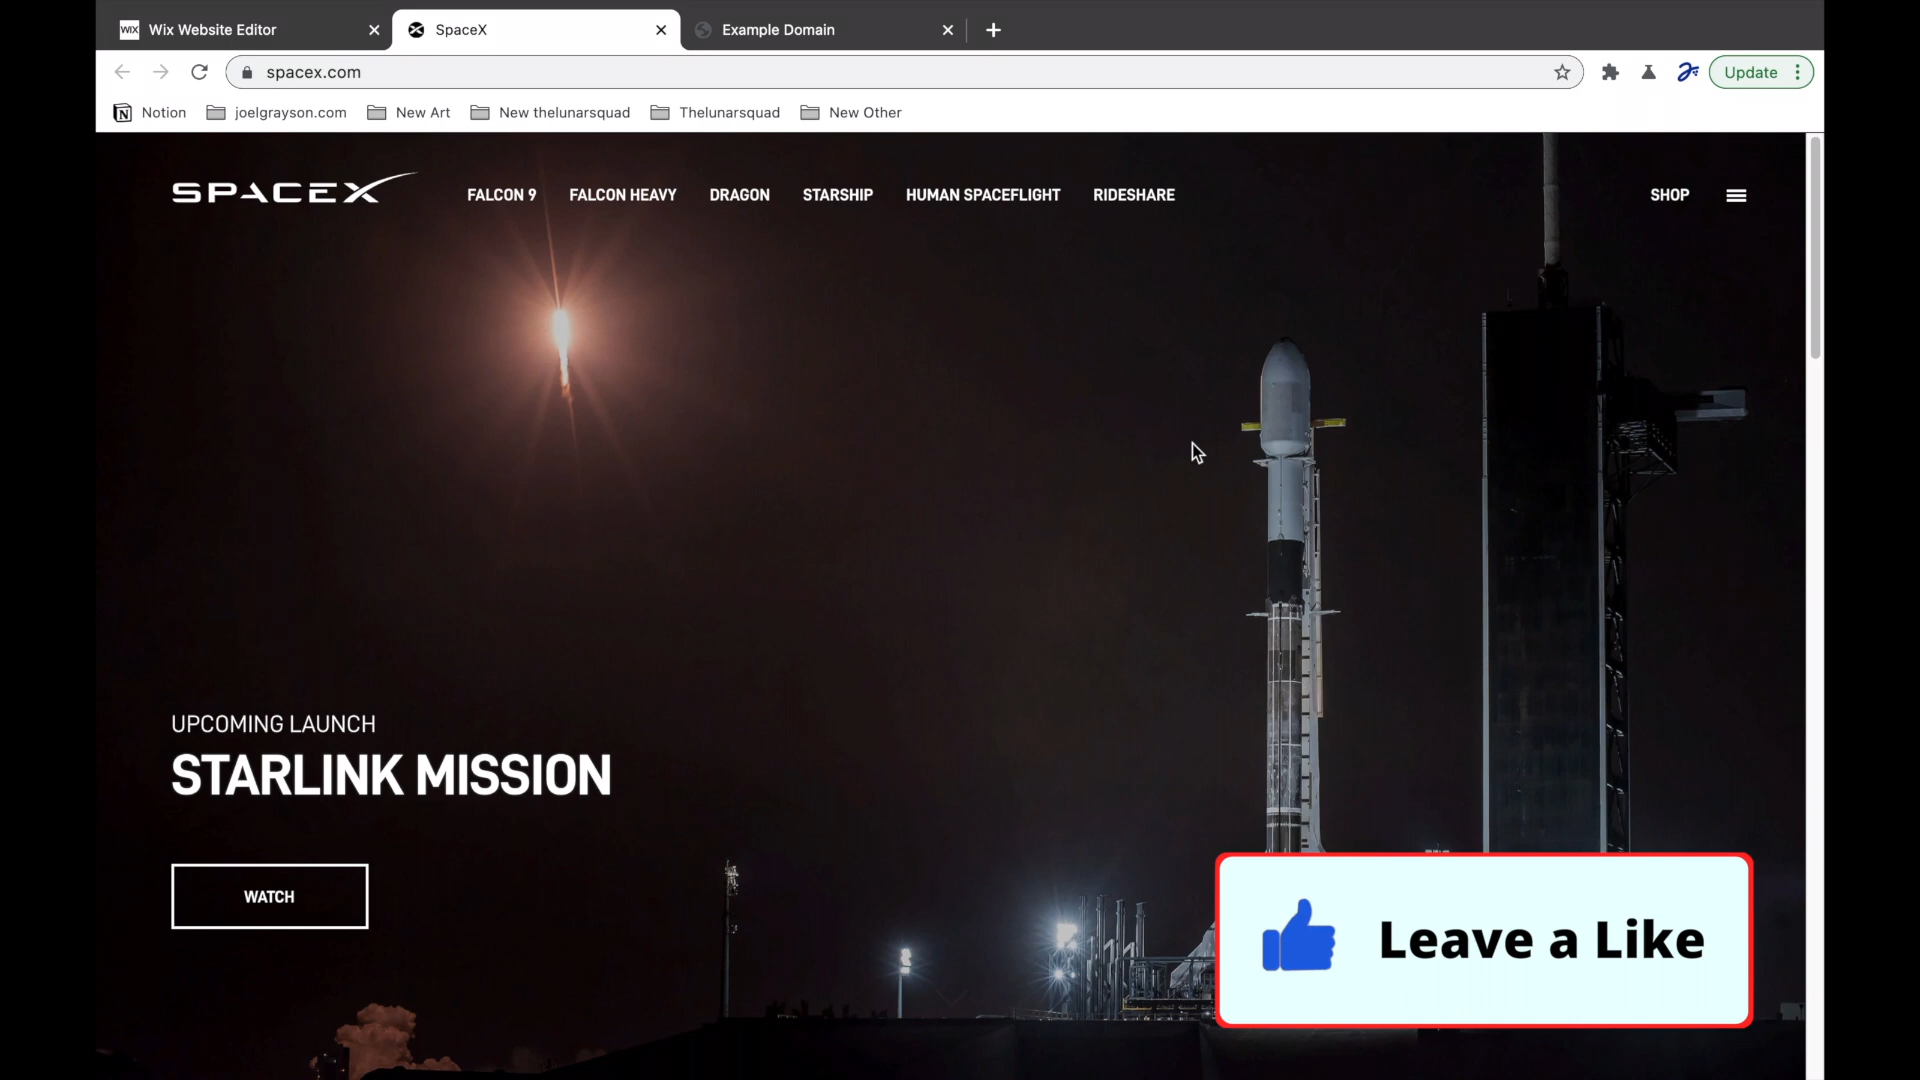 WIX Wix Website Editor
SpaceX
Example Domain
spacex.com
Update
Notion
joelgrayson.com
New Art
New thelunarsquad
Thelunarsquad
New Other
SPACEX
FALCON 9
FALCON HEAVY
DRAGON
STARSHIP
HUMAN SPACEFLIGHT
RIDESHARE
SHOP
UPCOMING LAUNCH
STARLINK MISSION
WATCH
Leave a Like